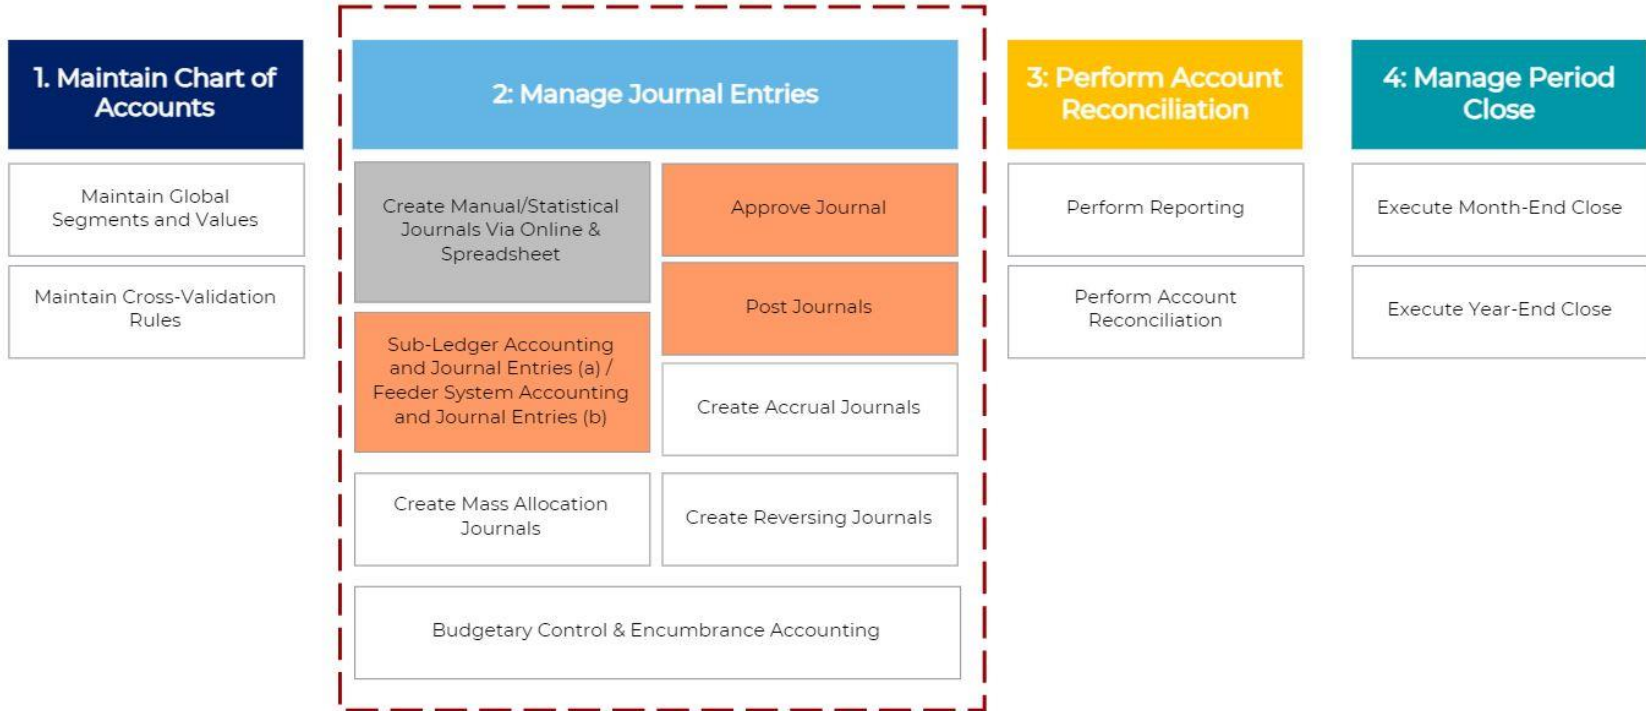 1. Maintain Chart of
Accounts
Maintain Global
Segments and Values
Maintain Cross-Validation
Rules
2: Manage Journal Entries
Create Manual/Statistical
Journals Via Online &
Spreadsheet
Sub-Ledger Accounting
and Journal Entries (a) /
Feeder System Accounting
and Journal Entries (b)
Create Mass Allocation
Journals
Approve Journal
Post Journals
Create Accrual Journals
Create Reversing Journals
Budgetary Control & Encumbrance Accounting
3: Perform Account
Reconciliation
Perform Reporting
Perform Account
Reconciliation
4: Manage Period
Close
Execute Month-End Close
Execute Year-End Close